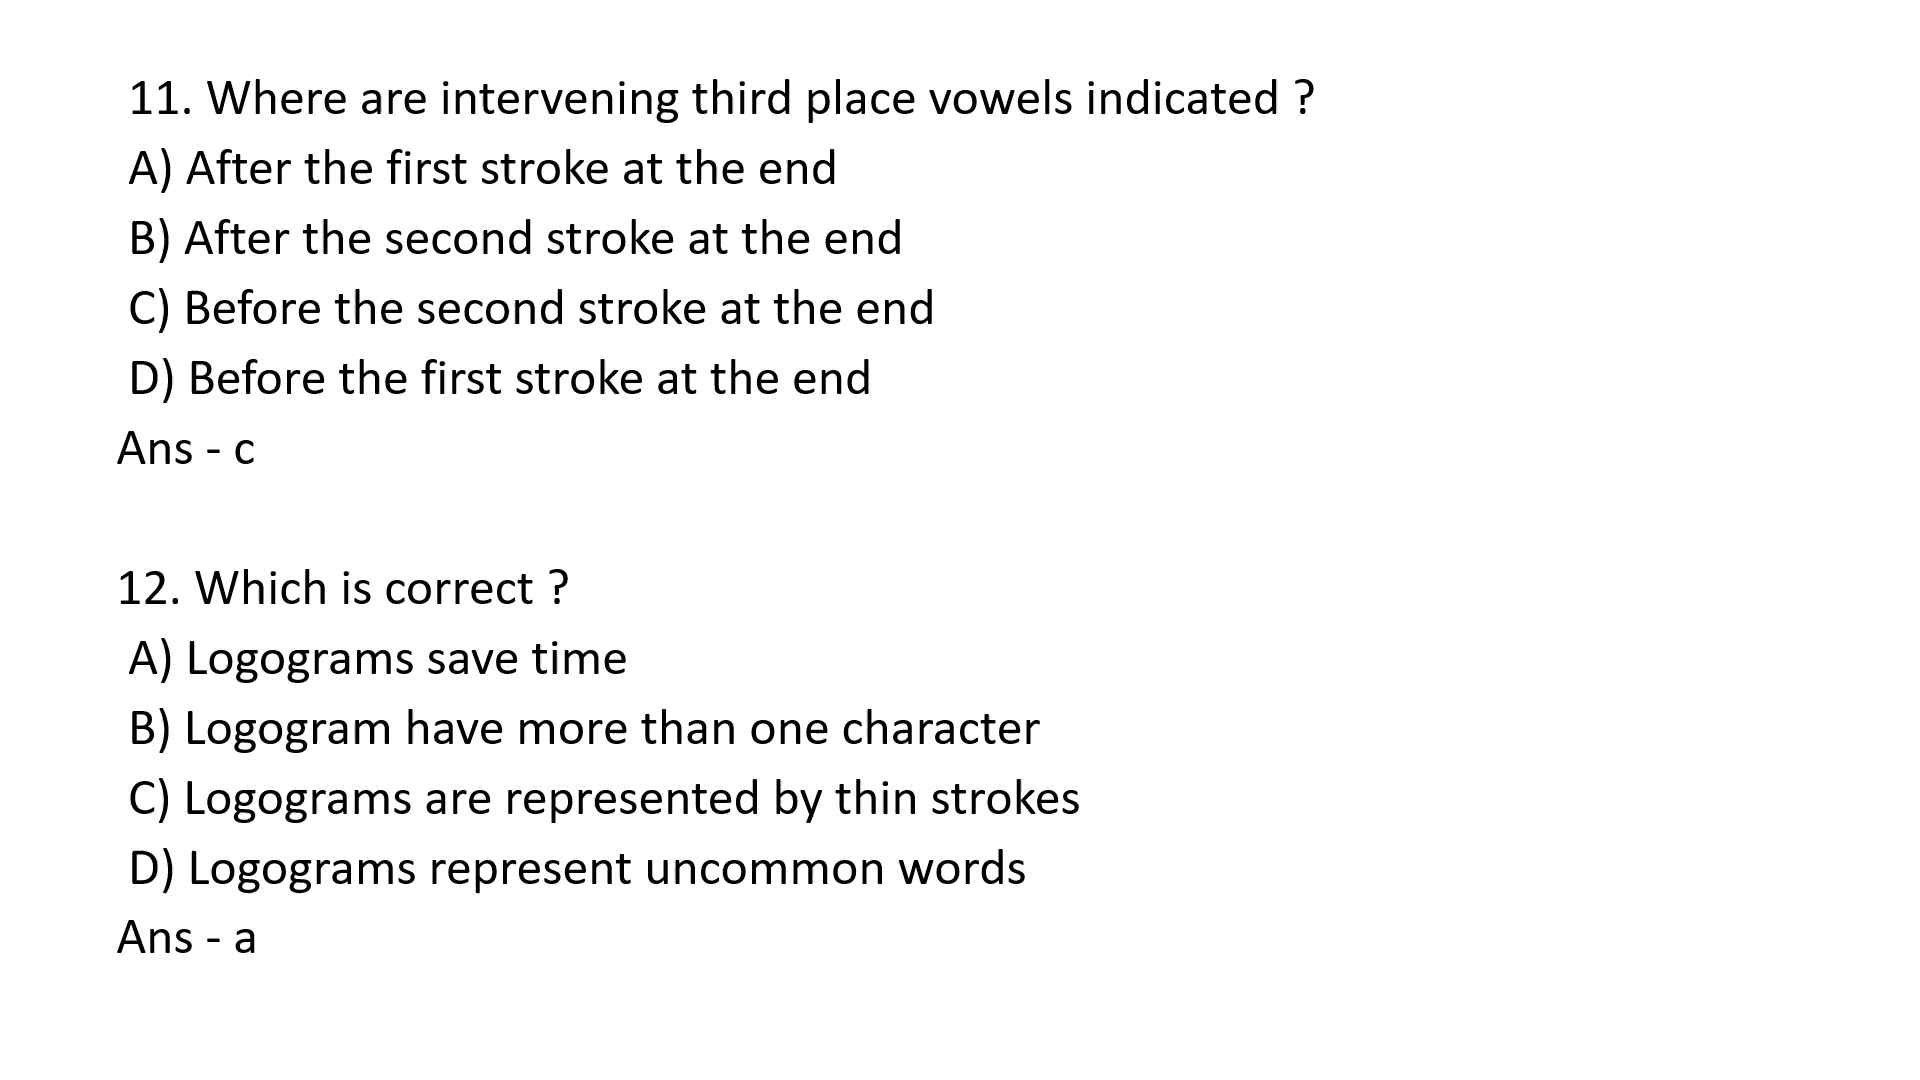 11. Where are intervening third place vowels indicated ?
A) After the first stroke at the end
B) After the second stroke at the end
C) Before the second stroke at the end
D) Before the first stroke at the end
Ans - c
12. Which is correct ?
A) Logograms save time
B) Logogram have more than one character
C) Logograms are represented by thin strokes
D) Logograms represent uncommon words
Ans - a